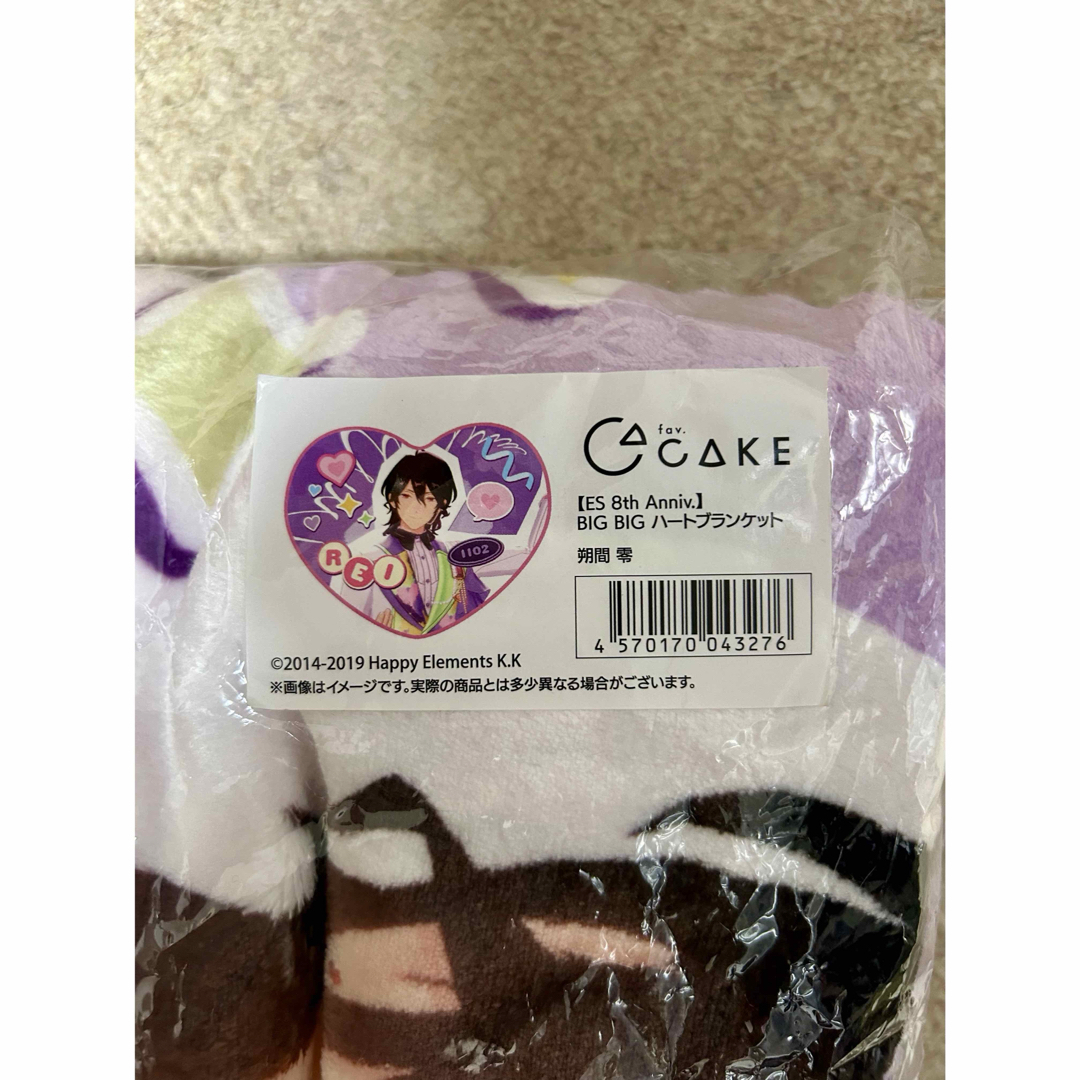 fav.
CAKE
【ES 8th Anniv.】
BIG BIG ハートブランケット
朔間 零
REI
1102
4 570170 043276
©2014-2019 Happy Elements K.K
※画像はイメージです。実際の商品とは多少異なる場合がございます。